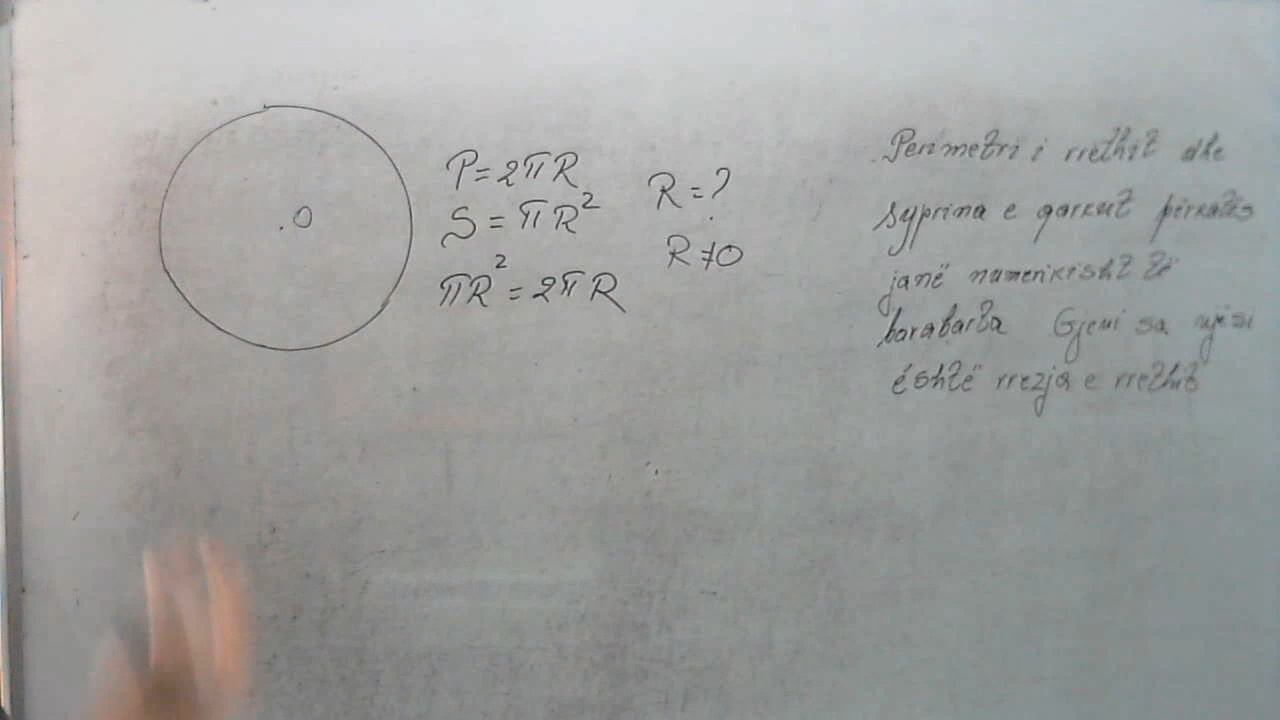 O
P=2πR
S=πR²
πR²=2πR
R=?
R≠0
Perimetri i rrethit dhe
syprina e qarkut përkatës
janë numerikisht të
barabarta Gjeni sa njësi
është rrezja e rrethit